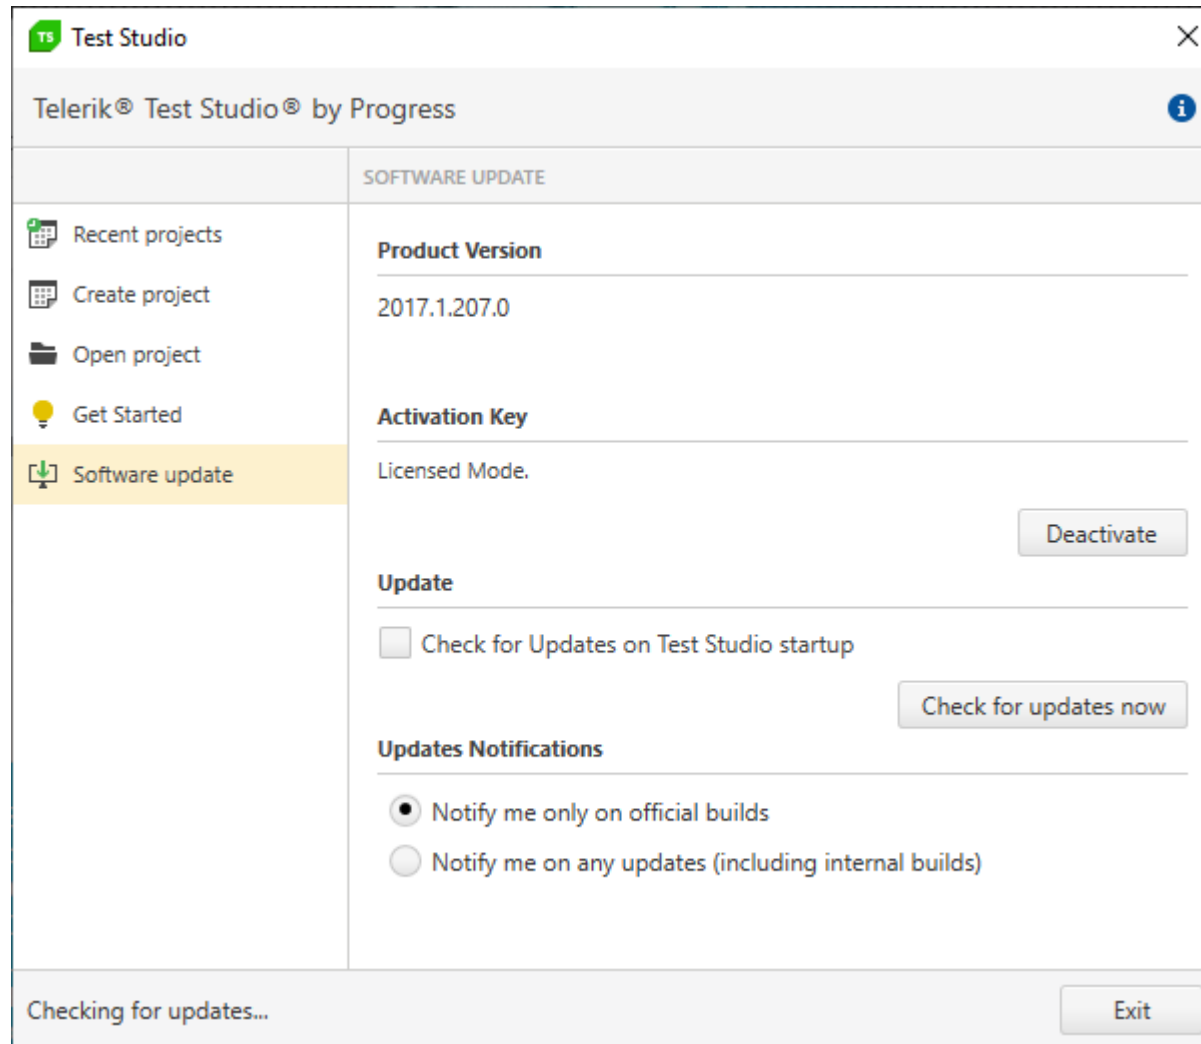 TS Test Studio
Telerik® Test Studio® by Progress
SOFTWARE UPDATE
Recent projects
Create project
Open project
Get Started
Software update
Product Version
2017.1.207.0
Activation Key
Licensed Mode.
Deactivate
Update
Check for Updates on Test Studio startup
Check for updates now
Updates Notifications
Notify me only on official builds
Notify me on any updates (including internal builds)
Checking for updates...
Exit